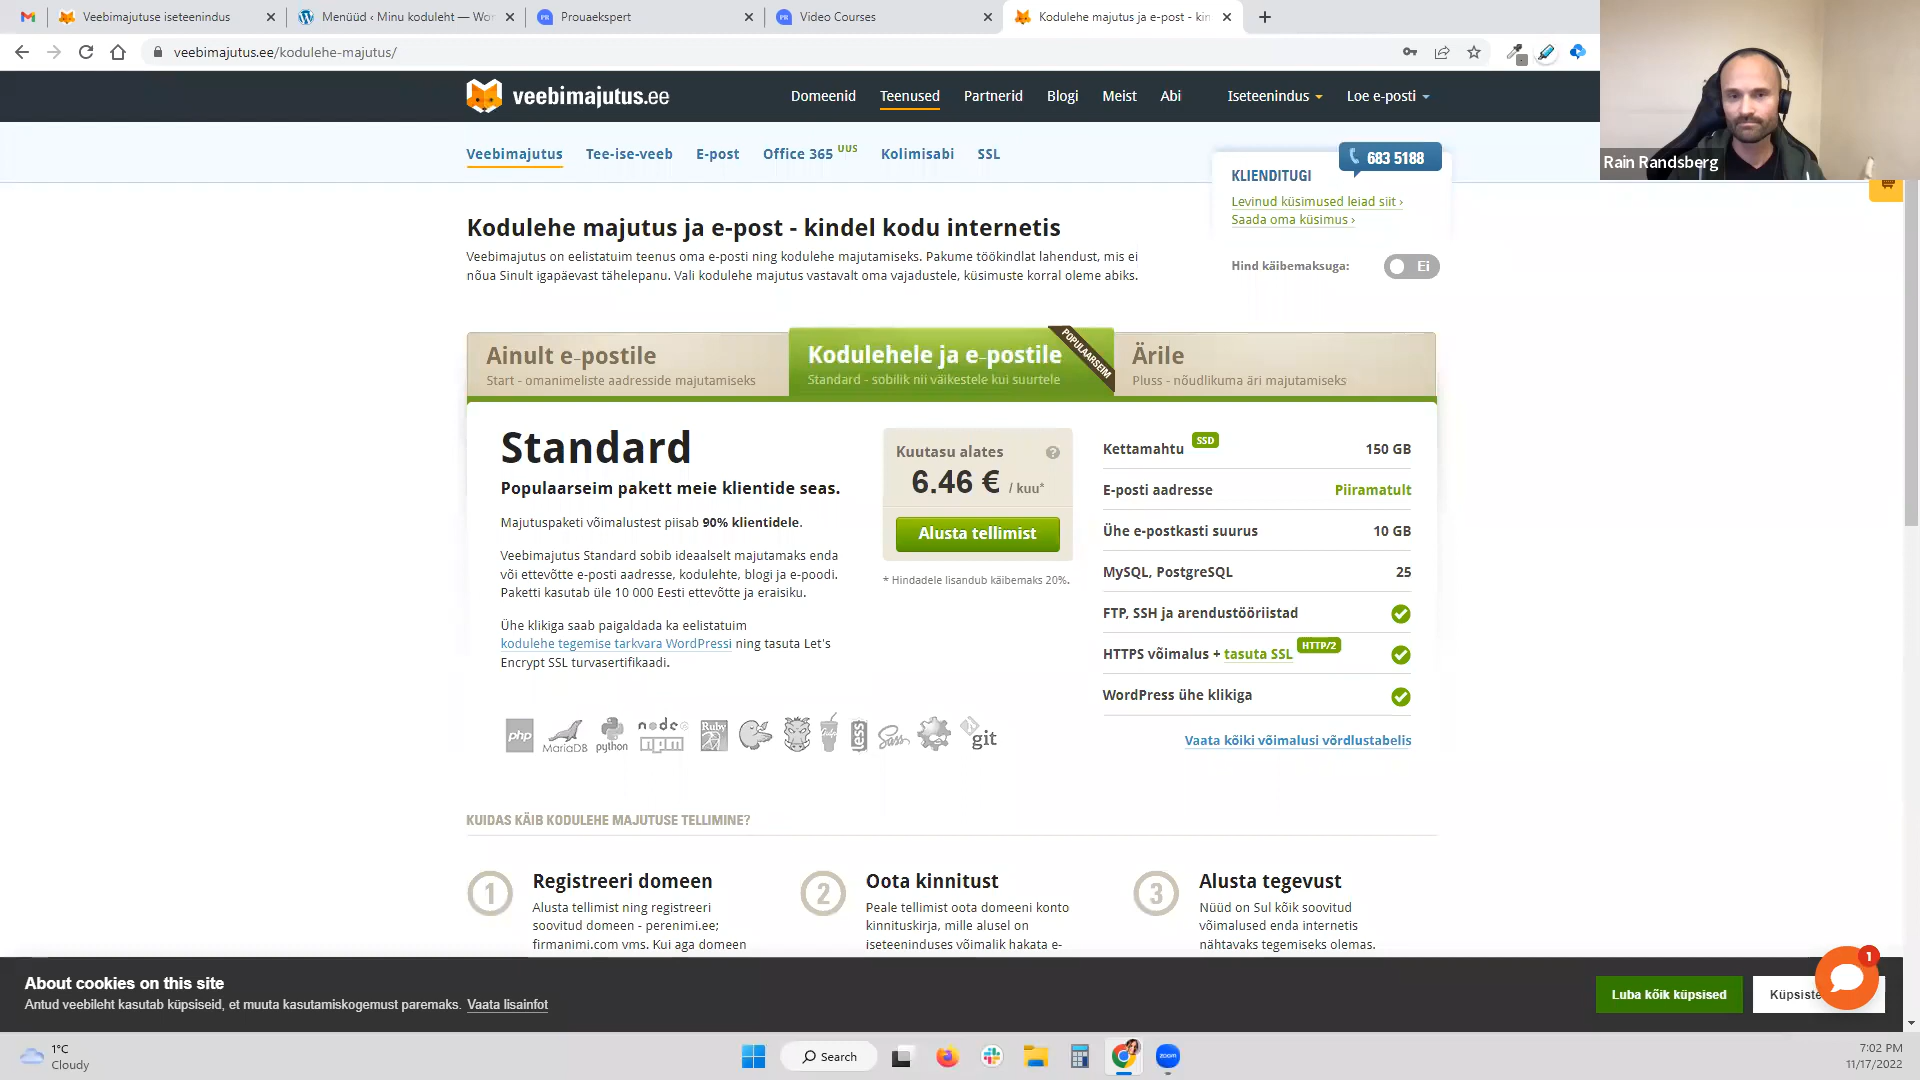 Veebimajutuse iseteenindus
Menüüd ‹ Minu koduleht — Wor
Prouaekspert
Video Courses
Kodulehe majutus ja e-post - kin
veebimajutus.ee/kodulehe-majutus/
veebimajutus.ee
Domeenid
Teenused
Partnerid
Blogi
Meist
Abi
Iseteenindus
Loe e-posti
Rain Randsberg
Veebimajutus
Tee-ise-veeb
E-post
Office 365 UUS
Kolimisabi
SSL
683 5188
KLIENDITUGI
Levinud küsimused leiad siit ›
Saada oma küsimus ›
Hind käibemaksuga:
Ei
Kodulehe majutus ja e-post - kindel kodu internetis
Veebimajutus on eelistatuim teenus oma e-posti ning kodulehe majutamiseks. Pakume töökindlat lahendust, mis ei
nõua Sinult igapäevast tähelepanu. Vali kodulehe majutus vastavalt oma vajadustele, küsimuste korral oleme abiks.
Ainult e-postile
Start - omanimeliste aadresside majutamiseks
Kodulehele ja e-postile
Standard - sobilik nii väikestele kui suurtele
POPULAARSEIM
Ärile
Pluss - nõudlikuma äri majutamiseks
Standard
Populaarseim pakett meie klientide seas.
Majutuspaketi võimalustest piisab 90% klientidele.
Veebimajutus Standard sobib ideaalselt majutamaks enda
või ettevõtte e-posti aadresse, kodulehte, blogi ja e-poodi.
Paketti kasutab üle 10 000 Eesti ettevõtte ja eraisiku.
Ühe klikiga saab paigaldada ka eelistatuim
kodulehe tegemise tarkvara WordPressi ning tasuta Let's
Encrypt SSL turvasertifikaadi.
Kuutasu alates
?
6.46 € / kuu*
Alusta tellimist
* Hindadele lisandub käibemaks 20%.
Kettamahtu SSD 150 GB
E-posti aadresse Piiramatult
Ühe e-postkasti suurus 10 GB
MySQL, PostgreSQL 25
FTP, SSH ja arendustööriistad
HTTPS võimalus + tasuta SSL HTTP/2
WordPress ühe klikiga
Vaata kõiki võimalusi võrdlustabelis
php
MariaDB
python
node
npm
Ruby
Gulp
less
Sass
git
KUIDAS KÄIB KODULEHE MAJUTUSE TELLIMINE?
1
Registreeri domeen
Alusta tellimist ning registreeri
soovitud domeen - perenimi.ee;
firmanimi.com vms. Kui aga domeen
2
Oota kinnitust
Peale tellimist oota domeeni konto
kinnituskirja, mille alusel on
iseteeninduses võimalik hakata e-
3
Alusta tegevust
Nüüd on Sul kõik soovitud
võimalused enda internetis
nähtavaks tegemiseks olemas.
About cookies on this site
Antud veebileht kasutab küpsiseid, et muuta kasutamiskogemust paremaks. Vaata lisainfot
Luba kõik küpsised
Küpsiste
1
1°C
Cloudy
Search
zoom
7:02 PM
11/17/2022